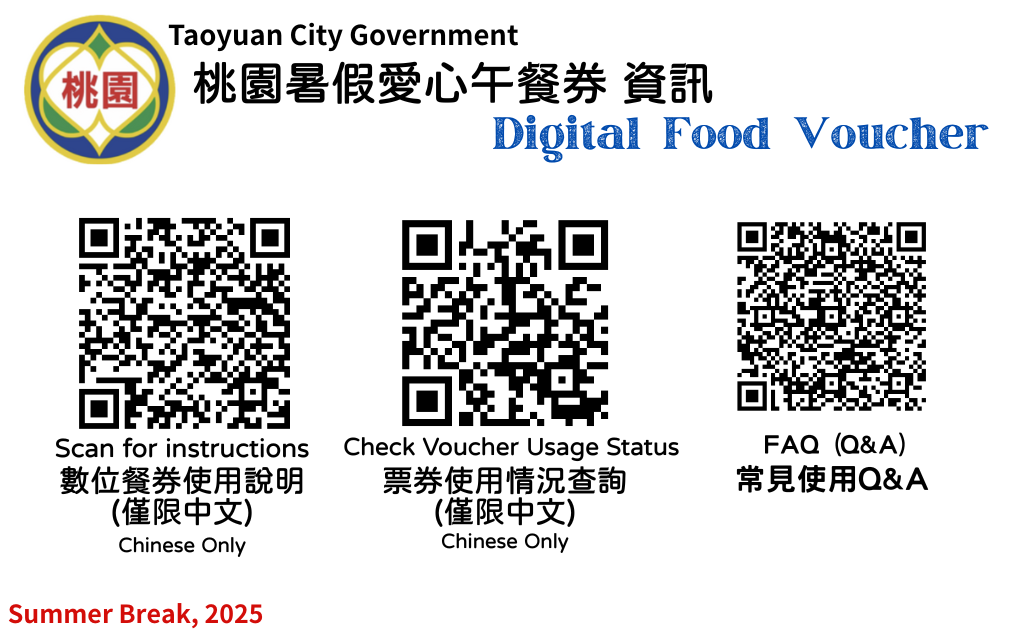 桃園
Taoyuan City Government
桃園暑假愛心午餐券 資訊
Digital Food Voucher
Scan for instructions
數位餐券使用說明
(僅限中文)
Chinese Only
Check Voucher Usage Status
票券使用情況查詢
(僅限中文)
Chinese Only
FAQ (Q&A)
常見使用Q&A
Summer Break, 2025